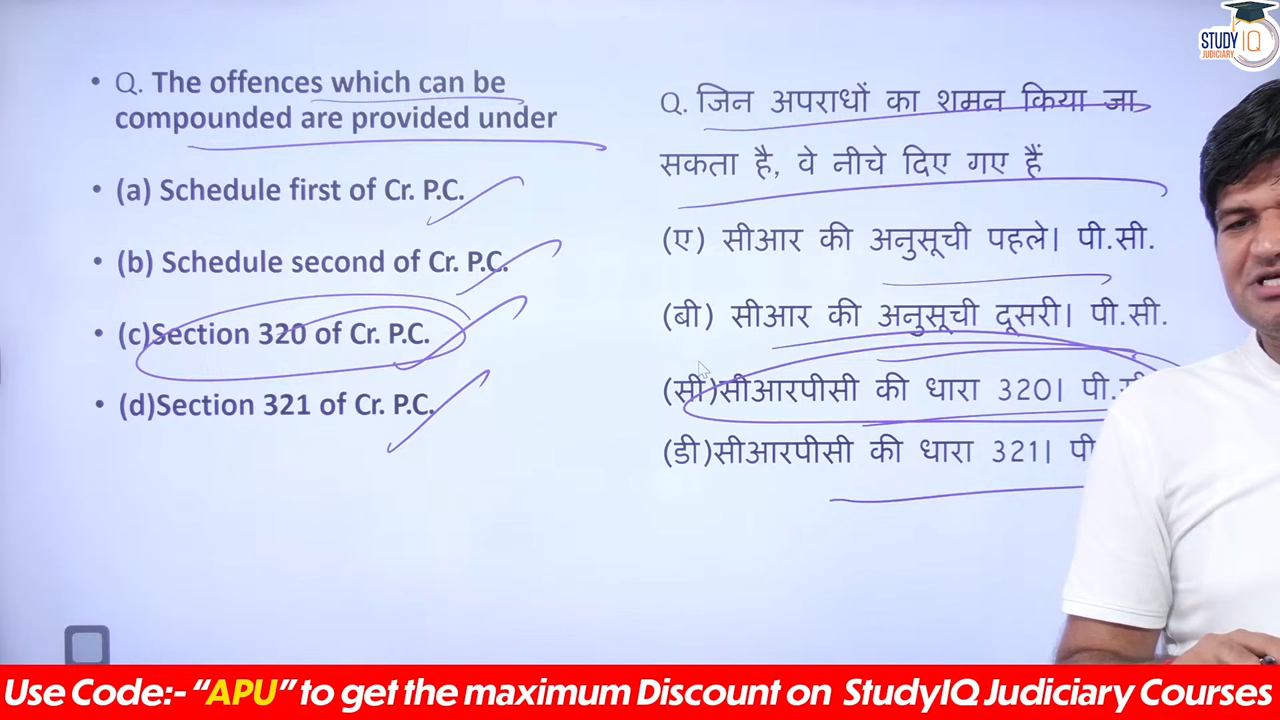 STUDY IQ
JUDICIARY
• Q. The offences which can be
compounded are provided under
• (a) Schedule first of Cr. P.C.
• (b) Schedule second of Cr. P.C.
• (c)Section 320 of Cr. P.C.
• (d)Section 321 of Cr. P.C.
Q. जिन अपराधों का शमन किया जा
सकता है, वे नीचे दिए गए हैं
(ए) सीआर की अनुसूची पहले। पी.सी.
(बी) सीआर की अनुसूची दूसरी। पी.सी.
(सी)सीआरपीसी की धारा 320। पी.
(डी)सीआरपीसी की धारा 321। पी
Use Code:- “APU” to get the maximum Discount on StudyIQ Judiciary Courses